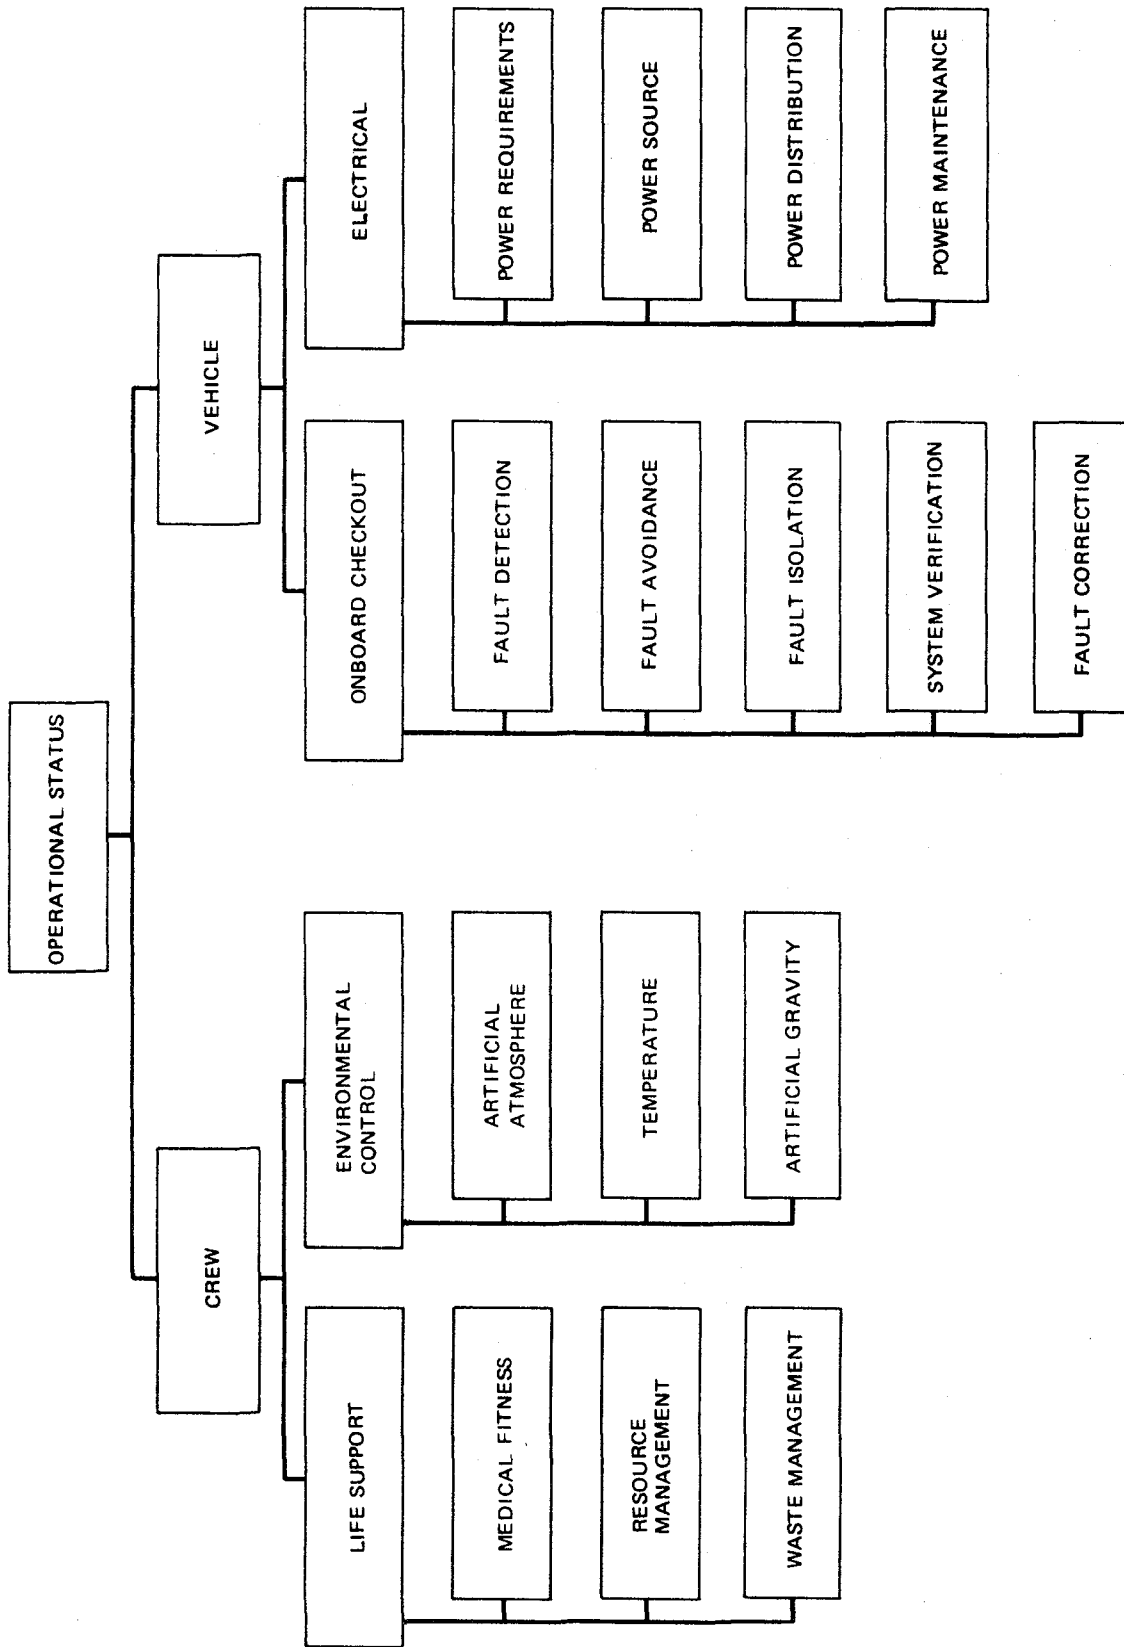 OPERATIONAL STATUS
CREW
VEHICLE
LIFE SUPPORT
ENVIRONMENTAL
CONTROL
ONBOARD CHECKOUT
ELECTRICAL
MEDICAL FITNESS
RESOURCE
MANAGEMENT
WASTE MANAGEMENT
ARTIFICIAL
ATMOSPHERE
TEMPERATURE
ARTIFICIAL GRAVITY
FAULT DETECTION
FAULT AVOIDANCE
FAULT ISOLATION
SYSTEM VERIFICATION
FAULT CORRECTION
POWER REQUIREMENTS
POWER SOURCE
POWER DISTRIBUTION
POWER MAINTENANCE